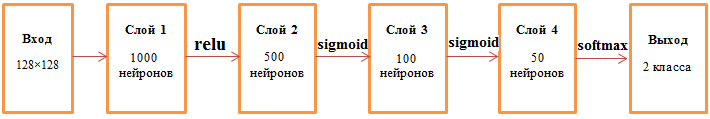 Вход
128×128
Слой 1
1000
нейронов
relu
Слой 2
500
нейронов
sigmoid
Слой 3
100
нейронов
sigmoid
Слой 4
50
нейронов
softmax
Выход
2 класса